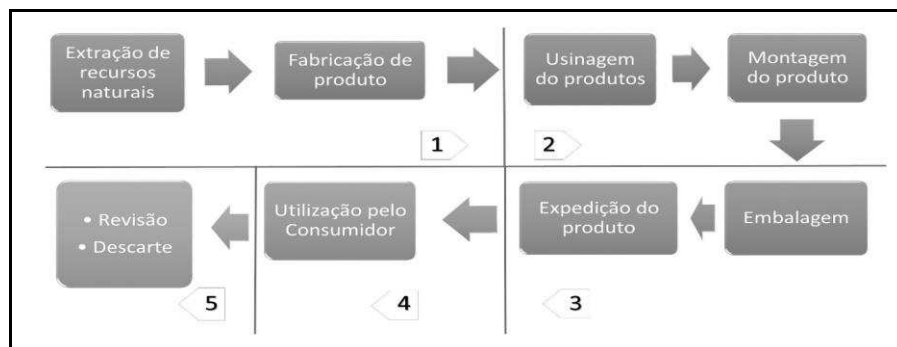 Extração de
recursos
naturais
Fabricação de
produto
1
Usinagem
do produtos
Montagem
do produto
2
Embalagem
Expedição do
produto
3
Utilização pelo
Consumidor
4
• Revisão
• Descarte
5